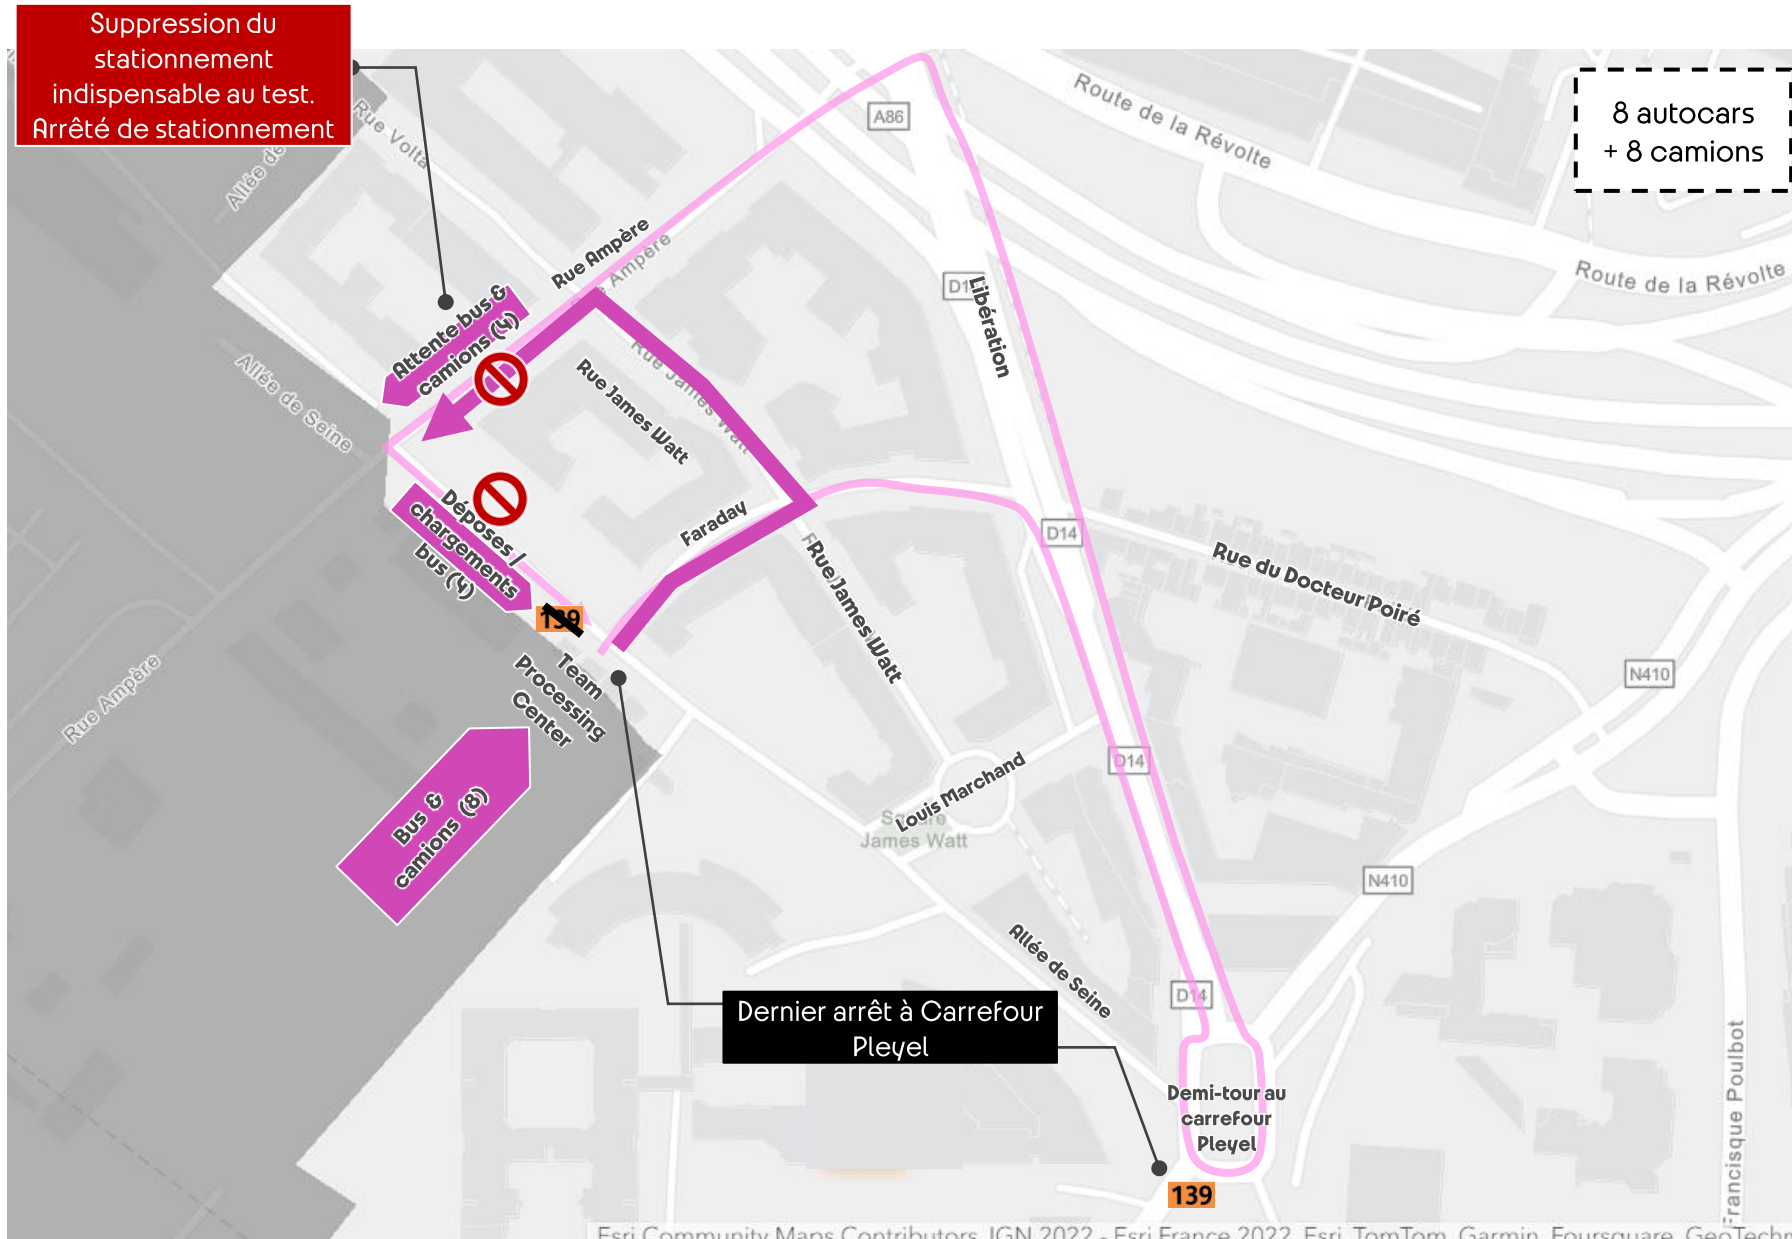 Suppression du
stationnement
indispensable au test.
Arrêté de stationnement
8 autocars
+ 8 camions
Rue Volta
Allée de
A86
Route de la Révolte
Route de la Révolte
Rue Ampère
Ampère
Libération
Attente bus &
camions (4)
Rue James Watt
Rue James Watt
Allée de Seine
Déposes /
chargements
bus (4)
Faraday
139
D14
Rue du Docteur Poiré
Rue James Watt
Team
Processing
Center
Rue Ampère
N410
Bus &
camions (8)
D14
Louis Marchand
Square
James Watt
N410
Allée de Seine
D14
Dernier arrêt à Carrefour
Pleyel
Demi-tour au
carrefour
Pleyel
139
Francisque Poulbot
Esri Community Maps Contributors, IGN 2022 - Esri France 2022, Esri, TomTom, Garmin, Foursquare,